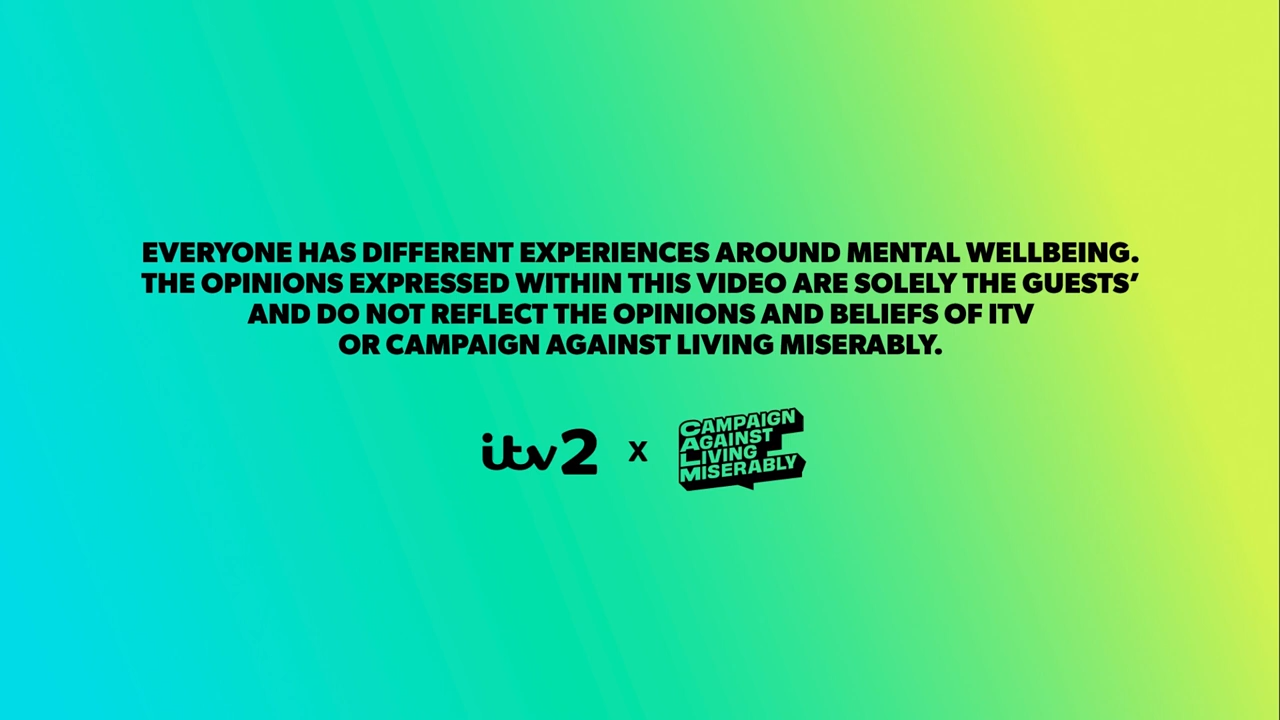 EVERYONE HAS DIFFERENT EXPERIENCES AROUND MENTAL WELLBEING.
THE OPINIONS EXPRESSED WITHIN THIS VIDEO ARE SOLELY THE GUESTS’
AND DO NOT REFLECT THE OPINIONS AND BELIEFS OF ITV
OR CAMPAIGN AGAINST LIVING MISERABLY.
itv2 x
CAMPAIGN
AGAINST
LIVING
MISERABLY